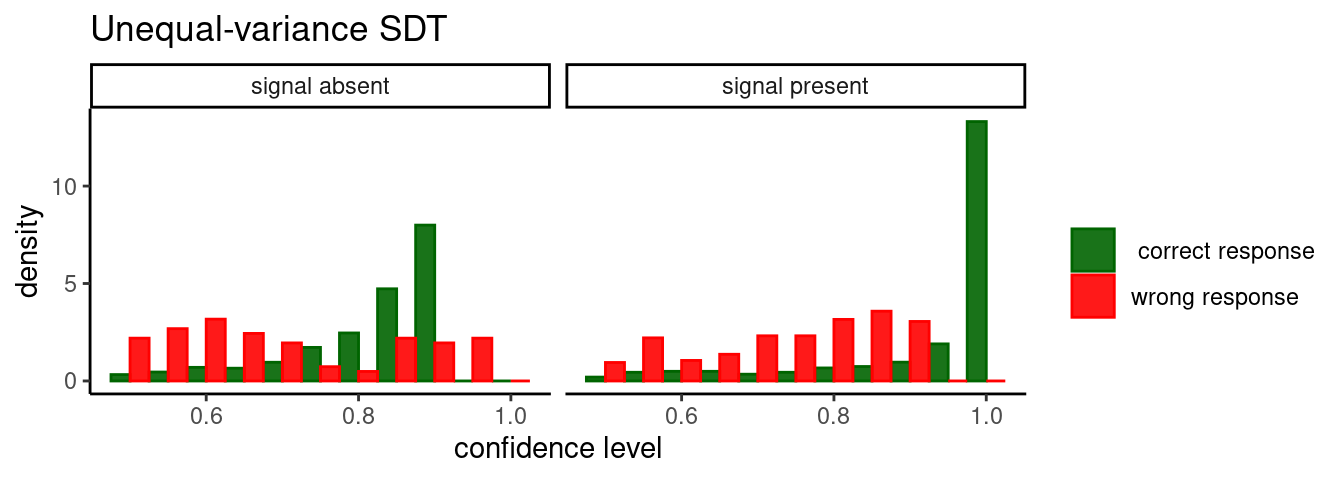 Unequal-variance SDT
signal absent
signal present
10
5
0
density
0.6
0.8
1.0
0.6
0.8
1.0
confidence level
correct response
wrong response